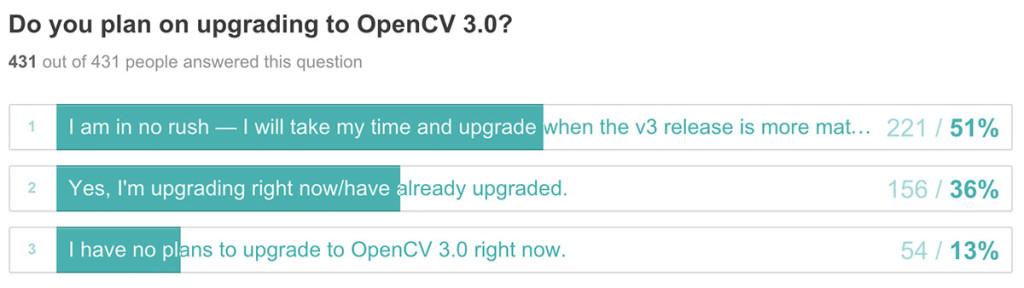 Do you plan on upgrading to OpenCV 3.0?
431 out of 431 people answered this question
1 I am in no rush — I will take my time and upgrade when the v3 release is more mat... 221 / 51%
2 Yes, I'm upgrading right now/have already upgraded. 156 / 36%
3 I have no plans to upgrade to OpenCV 3.0 right now. 54 / 13%